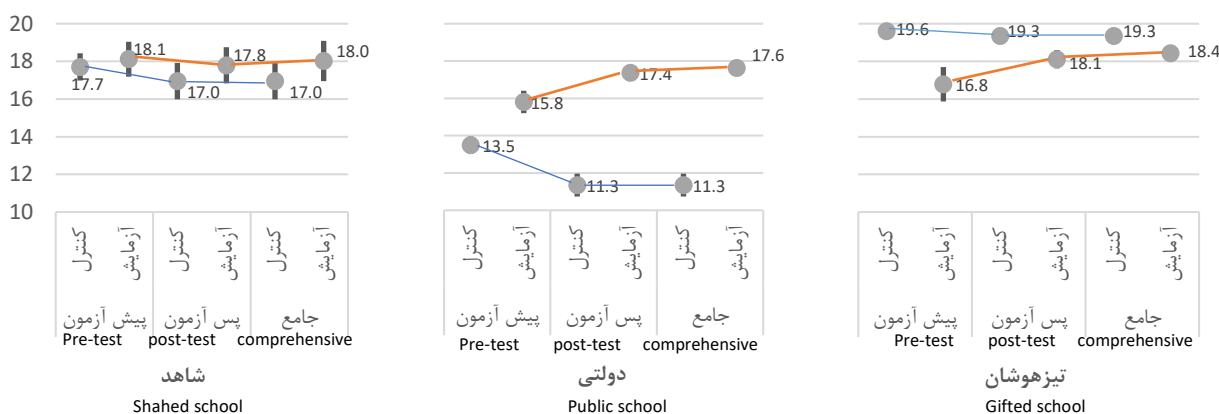 20
18
16
14
12
10
17.7
18.1
17.0
17.8
17.0
18.0
13.5
15.8
11.3
17.4
11.3
17.6
19.6
16.8
19.3
18.1
19.3
18.4
کنترل
آزمایش
کنترل
آزمایش
کنترل
آزمایش
پیش آزمون
پس آزمون
جامع
Pre-test
post-test
comprehensive
شاهد
Shahed school
کنترل
آزمایش
کنترل
آزمایش
کنترل
آزمایش
پیش آزمون
پس آزمون
جامع
Pre-test
post-test
comprehensive
دولتی
Public school
کنترل
آزمایش
کنترل
آزمایش
کنترل
آزمایش
پیش آزمون
پس آزمون
جامع
Pre-test
post-test
comprehensive
تیزهوشان
Gifted school